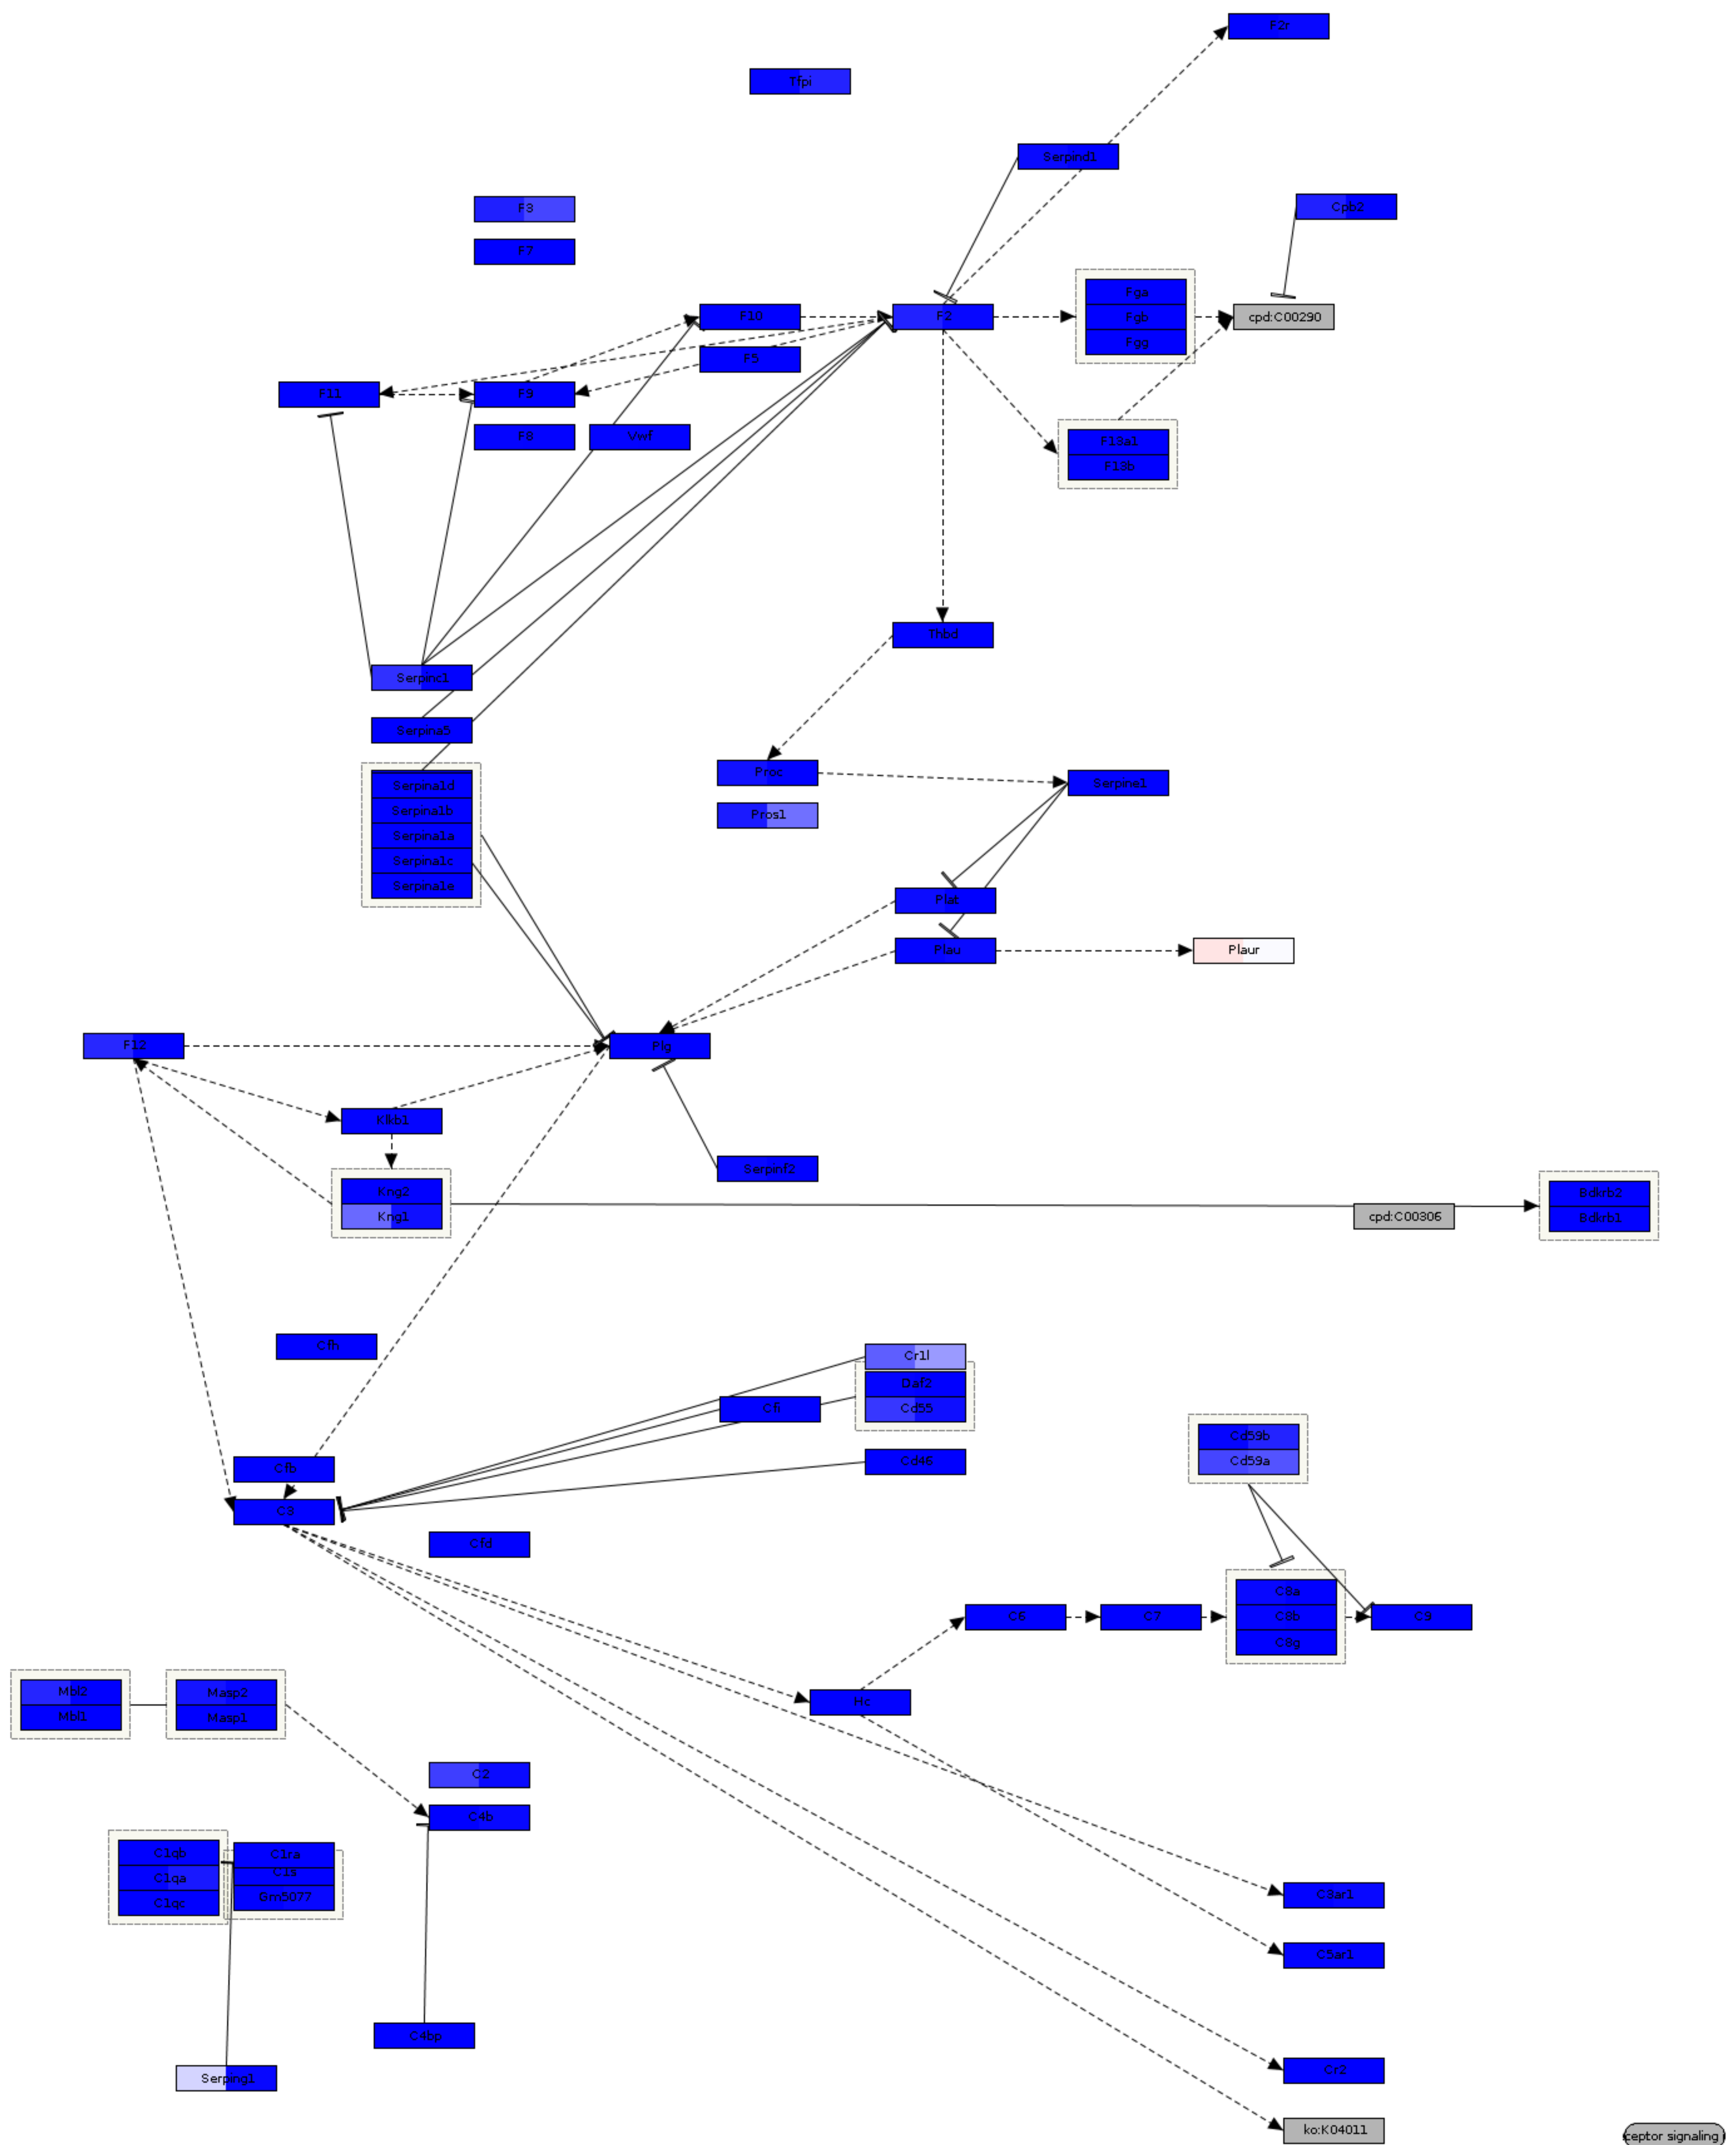 F2r
Tfpi
Serpind1
Cpb2
F3
F7
Fga
Fgb
Fgg
F10
F2
cpd:C00290
F5
F11
F9
F8
Vwf
F13a1
F13b
Thbd
Serpinc1
Serpina5
Proc
Serpine1
Serpina1d
Serpina1b
Serpina1a
Serpina1c
Serpina1e
Pros1
Plat
Plau
Plaur
F12
Plg
Klkb1
Serpinf2
Kng2
Kng1
cpd:C00306
Bdkrb2
Bdkrb1
Cfh
Cr1l
Daf2
Cd55
Cfi
Cd46
Cd59b
Cd59a
Cfb
C3
Cfd
C8a
C8b
C8g
C6
C7
C9
Hc
Mbl2
Mbl1
Masp2
Masp1
C2
C4b
C1qb
C1qa
C1qc
C1ra
C1s
Gm5077
C3ar1
C5ar1
C4bp
Serping1
Cr2
ko:K04011
ceptor signaling